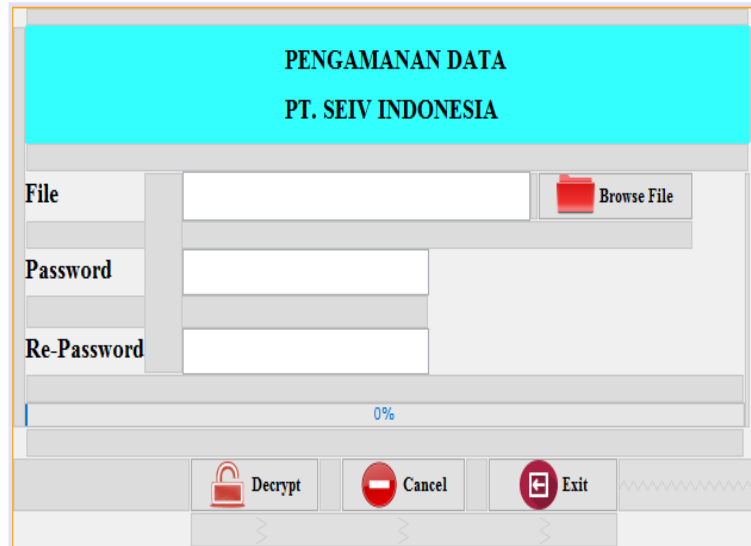 PENGAMANAN DATA
PT. SEIV INDONESIA
File
Browse File
Password
Re-Password
0%
Decrypt
Cancel
Exit